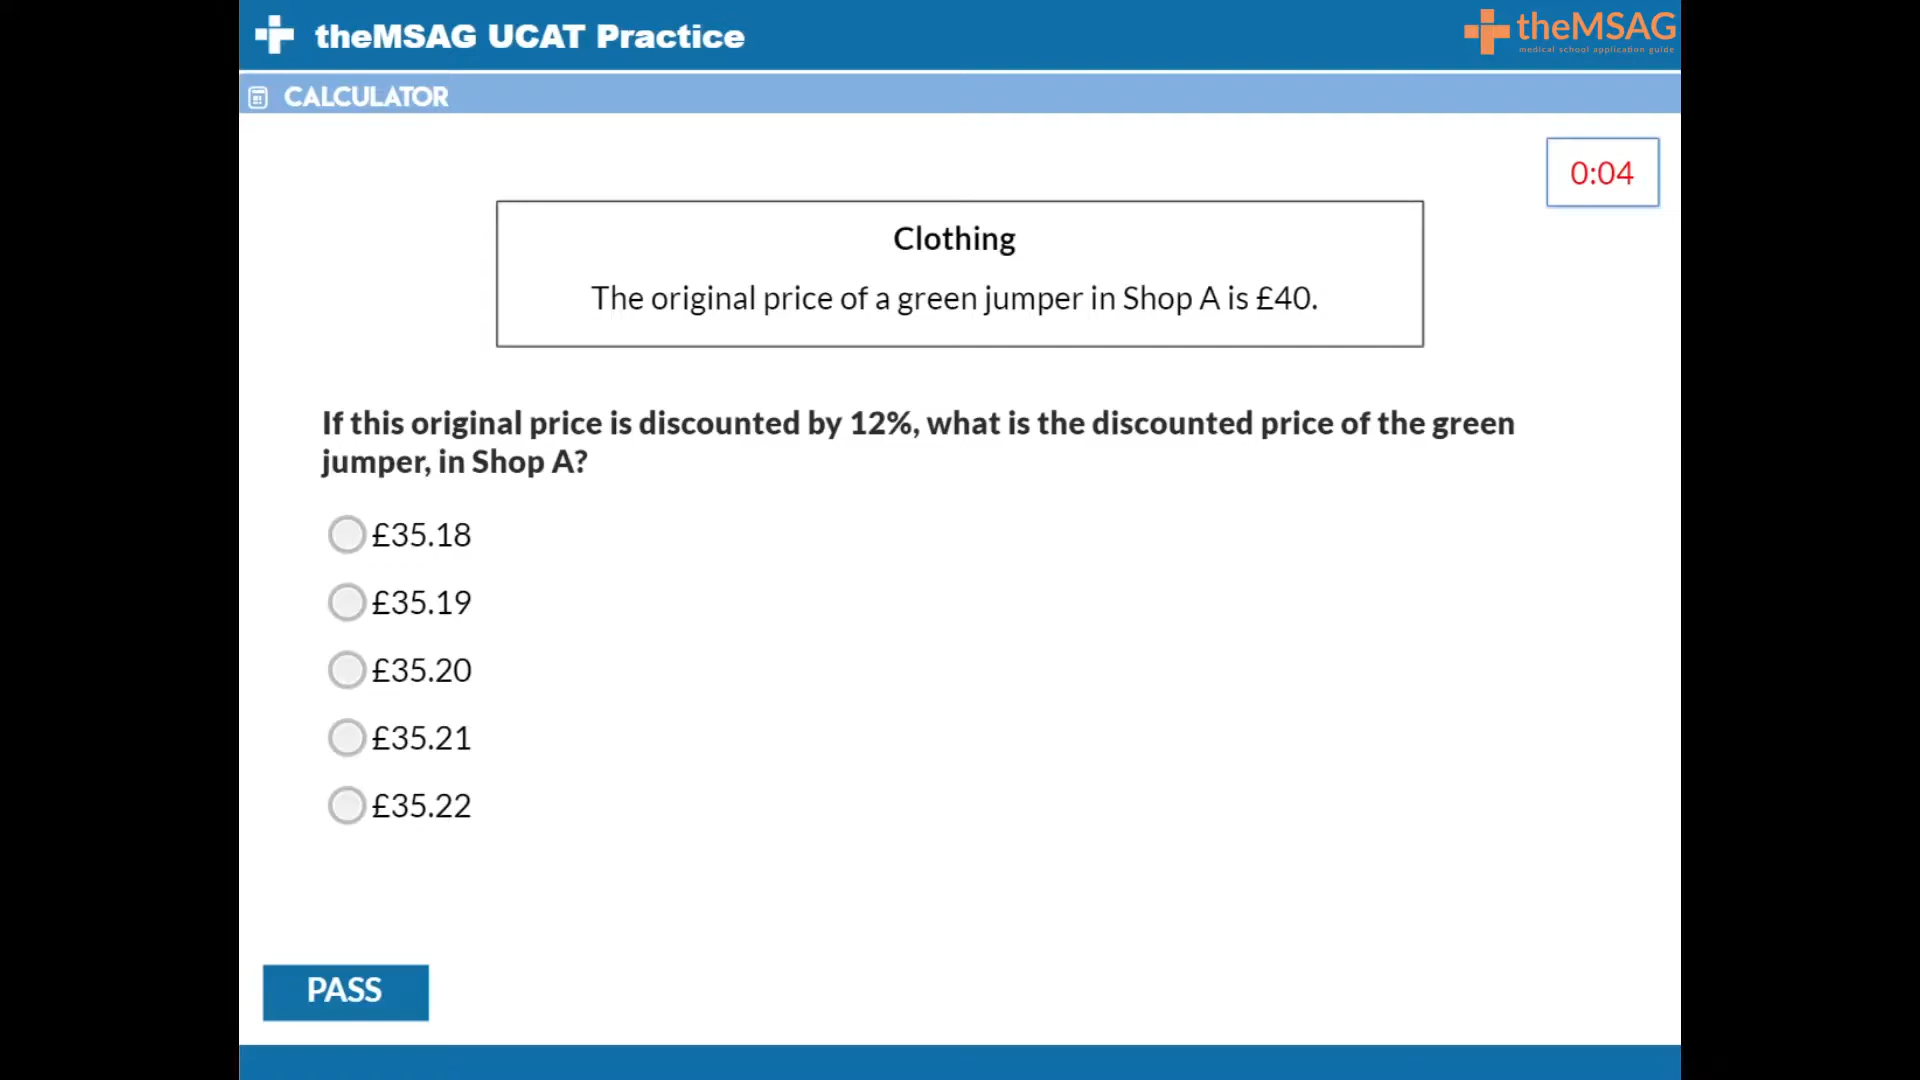 theMSAG UCAT Practice
theMSAG
medical school application guide
CALCULATOR
0:04
Clothing
The original price of a green jumper in Shop A is £40.
If this original price is discounted by 12%, what is the discounted price of the green
jumper, in Shop A?
£35.18
£35.19
£35.20
£35.21
£35.22
PASS